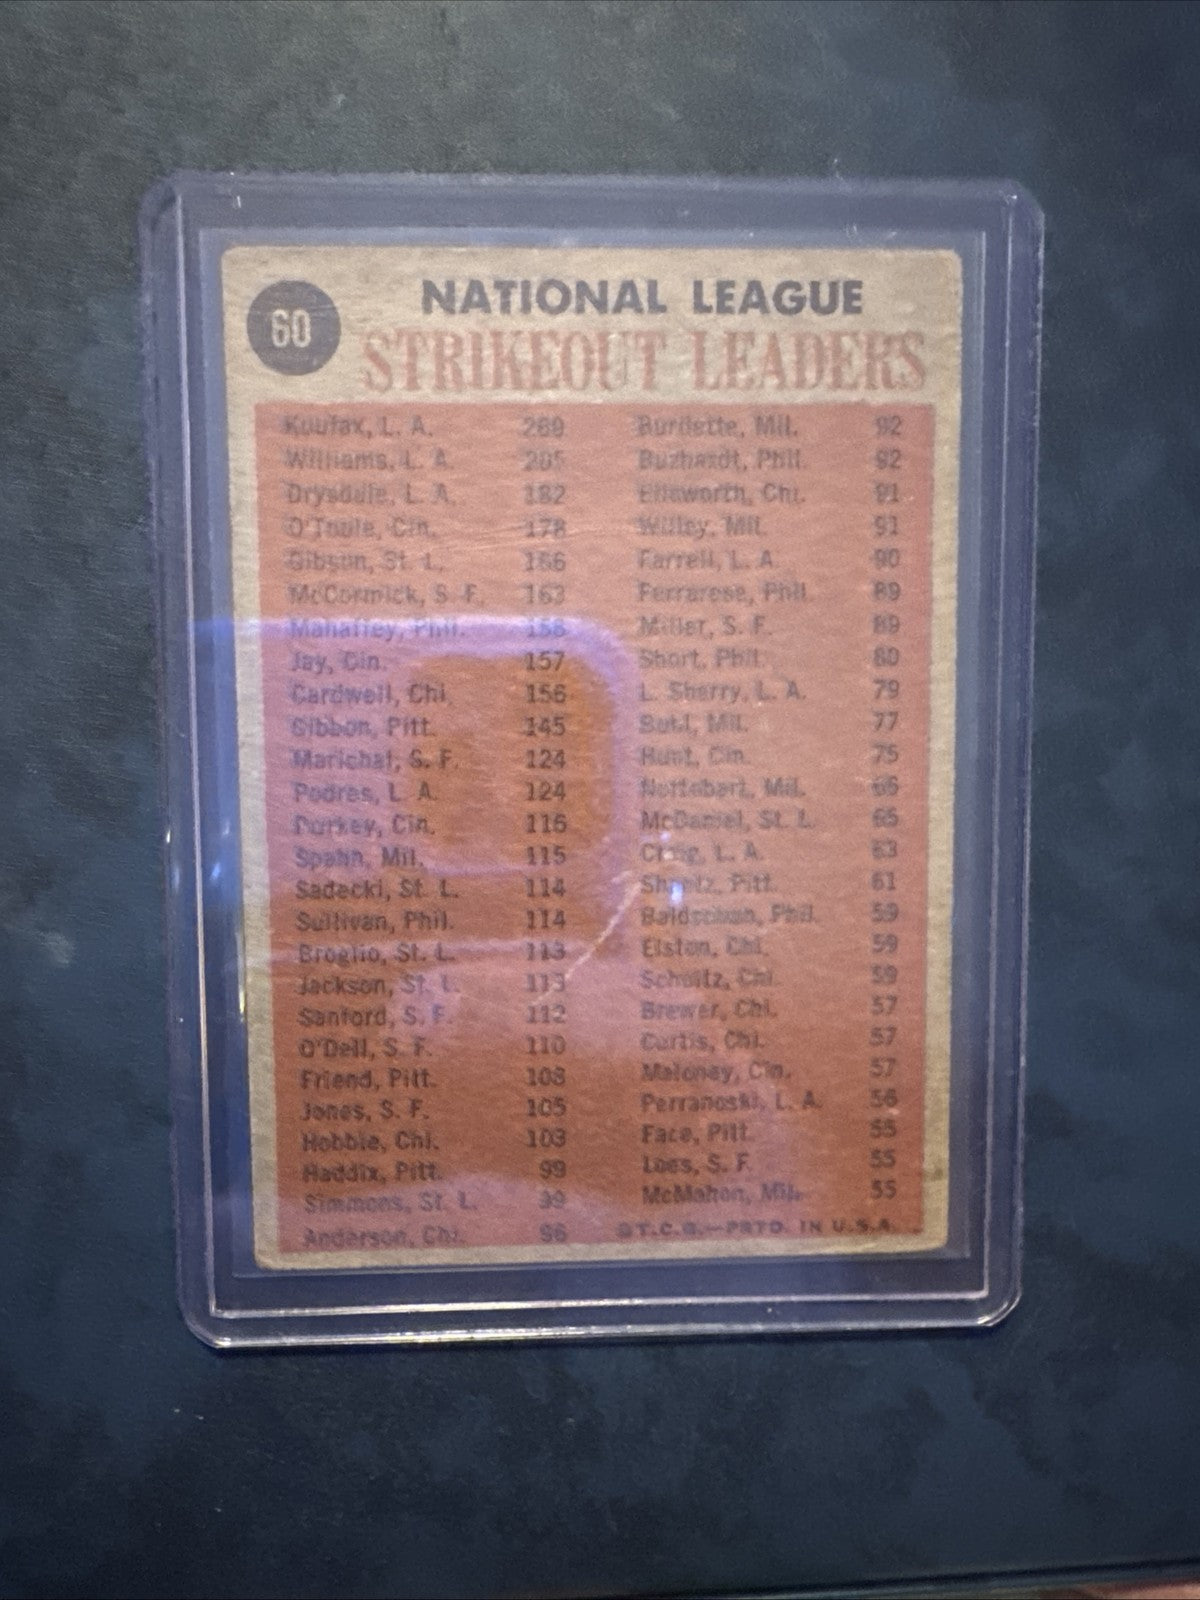 60
NATIONAL LEAGUE
STRIKEOUT LEADERS
Koufax, L. A. 269
Williams, L. A. 205
Drysdale, L. A. 182
O'Toole, Cin. 178
Gibson, St. L. 166
McCormick, S. F. 163
Mahaffey, Phil. 158
Jay, Cin. 157
Cardwell, Chi. 156
Gibbon, Pitt. 145
Marichal, S. F. 124
Podres, L. A. 124
Purkey, Cin. 116
Spahn, Mil. 115
Sadecki, St. L. 114
Sullivan, Phil. 114
Broglio, St. L. 113
Jackson, St. L. 113
Sanford, S. F. 112
O'Dell, S. F. 110
Friend, Pitt. 108
Jones, S. F. 105
Hobbie, Chi. 103
Haddix, Pitt. 99
Simmons, St. L. 99
Anderson, Chi. 96
Burdette, Mil. 92
Buzhardt, Phil. 92
Ellsworth, Chi. 91
Willey, Mil. 91
Farrell, L. A. 90
Ferrarese, Phil. 89
Miller, S. F. 89
Short, Phil. 80
L. Sherry, L. A. 79
Buhl, Mil. 77
Hunt, Cin. 75
Nottebart, Mil. 66
McDaniel, St. L. 65
Craig, L. A. 63
Shantz, Pitt. 61
Baldschun, Phil. 59
Elston, Chi. 59
Schultz, Chi. 59
Brewer, Chi. 57
Curtis, Chi. 57
Maloney, Cin. 57
Perranoski, L. A. 56
Face, Pitt. 55
Loes, S. F. 55
McMahon, Mil. 55
©T.C.G.—PRTD. IN U.S.A.